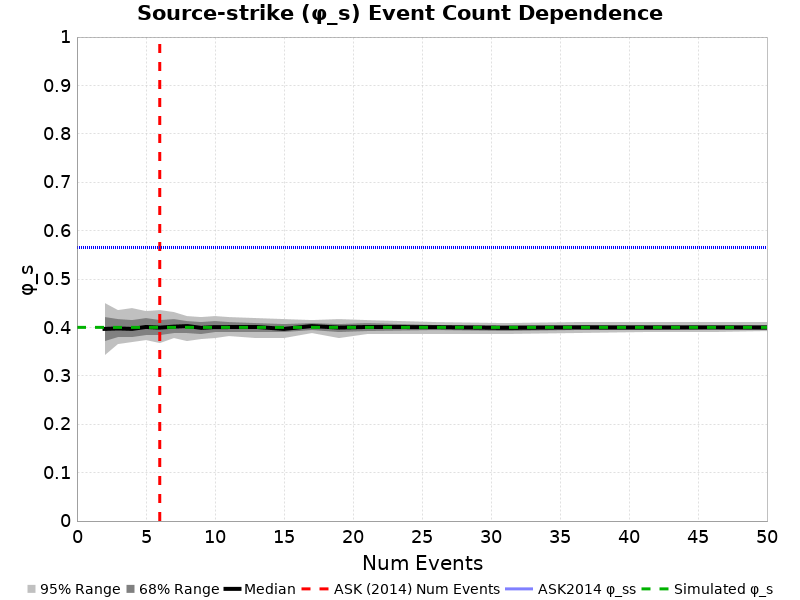 Source-strike (φ_s) Event Count Dependence
1
0.9
0.8
0.7
0.6
0.5
0.4
0.3
0.2
0.1
0
φ_s
0 5 10 15 20 25 30 35 40 45 50
Num Events
95% Range 68% Range Median ASK (2014) Num Events ASK2014 φ_ss Simulated φ_s